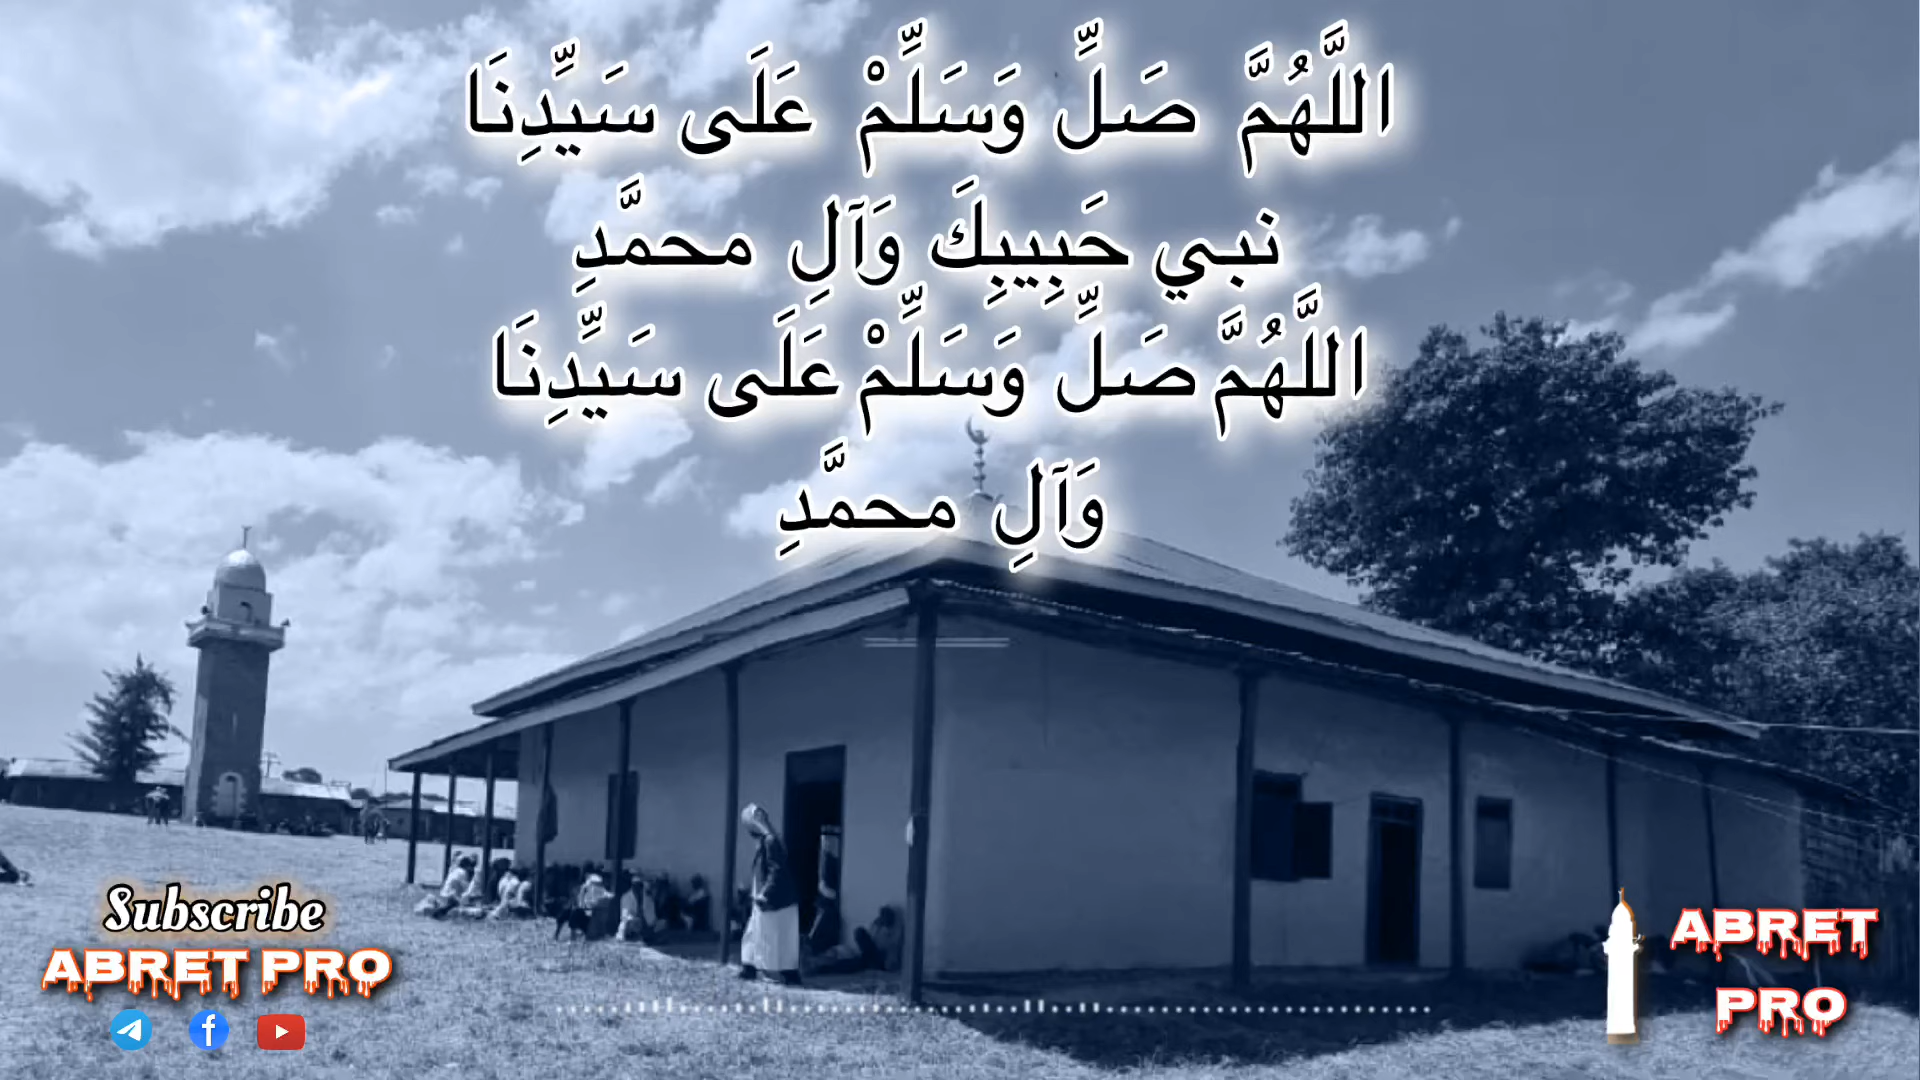 اللَّهُمَّ صَلِّ وَسَلِّمْ عَلَى سَيِّدِنَا
نبي حَبِيبِكَ وَآلِ محمَّدِ
اللَّهُمَّ صَلِّ وَسَلِّمْ عَلَى سَيِّدِنَا
وَآلِ محمَّدِ
Subscribe
ABRET PRO
ABRET
PRO